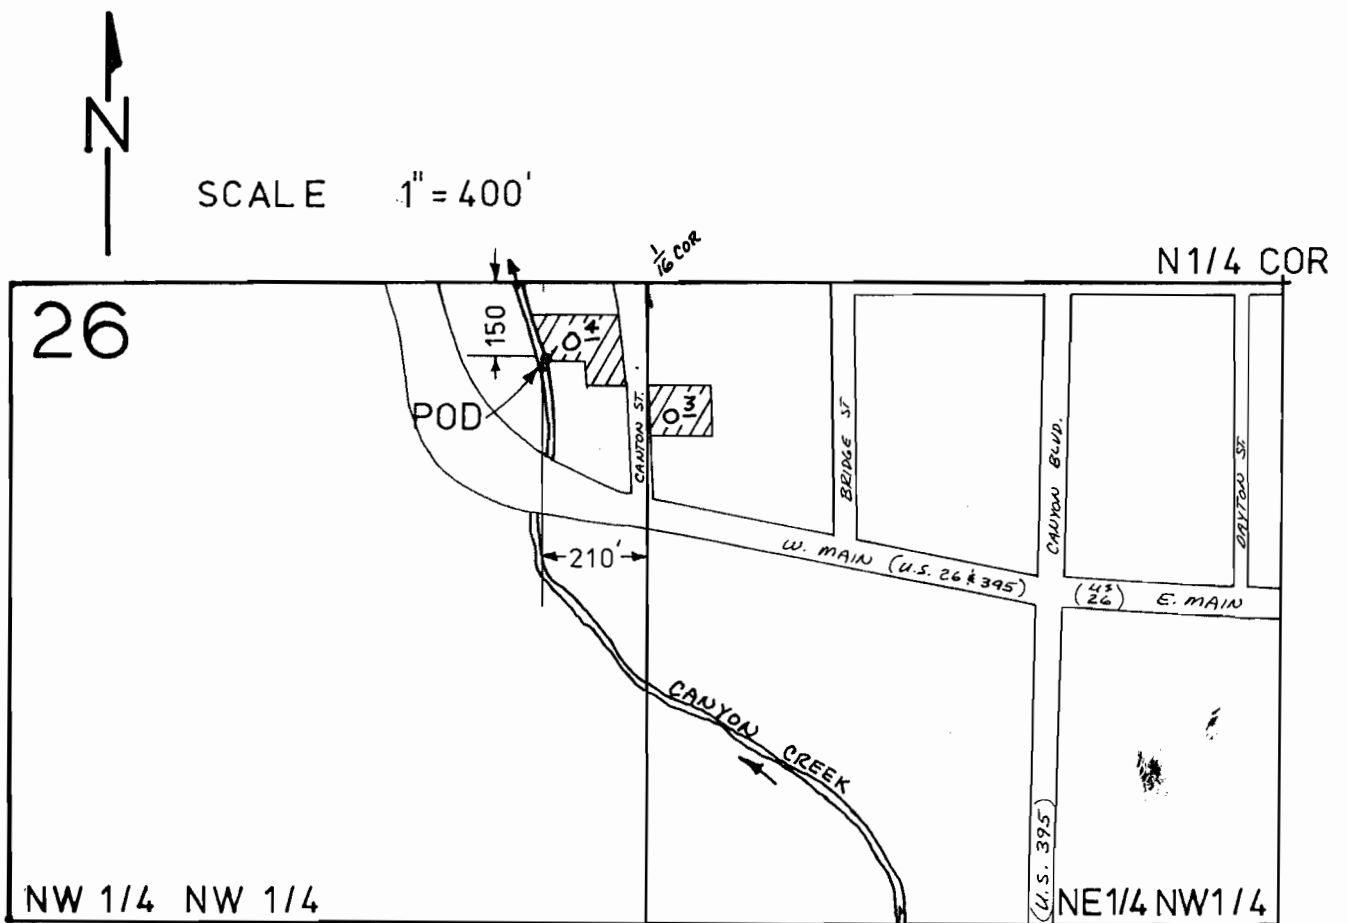 N
SCALE 1" = 400'
1/16 COR
N1/4 COR
26
150
0.4
POD
CANTON ST.
0.3
BRIDGE ST
CANYON BLVD.
DAYTON ST.
210'
W. MAIN (U.S. 26 & 395)
(US 26)
E. MAIN
CANYON CREEK
(U.S. 395)
NW 1/4 NW 1/4
NE1/4 NW1/4